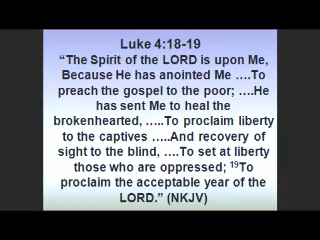 Luke 4:18-19
“The Spirit of the LORD is upon Me,
Because He has anointed Me ….To
preach the gospel to the poor; ….He
has sent Me to heal the
brokenhearted, …..To proclaim liberty
to the captives …..And recovery of
sight to the blind, ….To set at liberty
those who are oppressed; ¹⁹To
proclaim the acceptable year of the
LORD.” (NKJV)